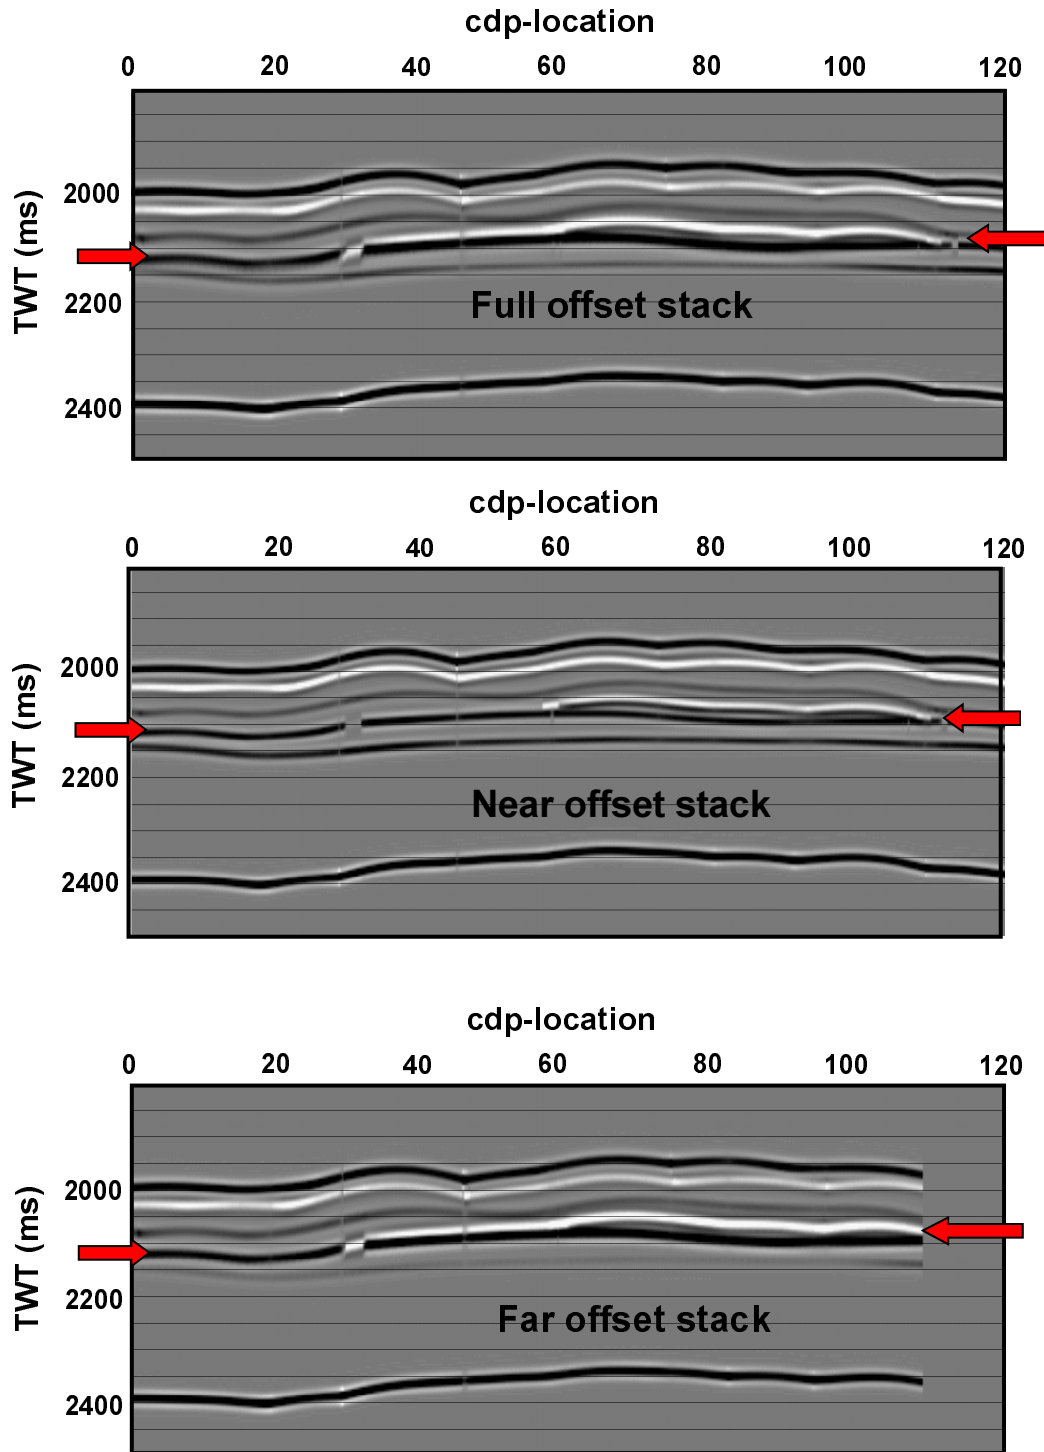 cdp-location
0 20 40 60 80 100 120
TWT (ms)
2000
2200
2400
Full offset stack
cdp-location
0 20 40 60 80 100 120
TWT (ms)
2000
2200
2400
Near offset stack
cdp-location
0 20 40 60 80 100 120
TWT (ms)
2000
2200
2400
Far offset stack